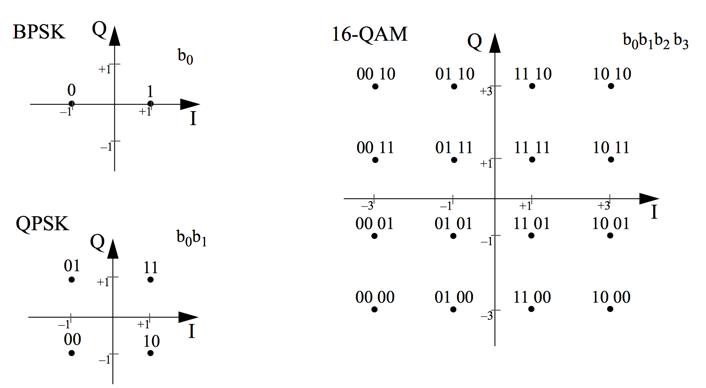 BPSK
Q
b0
+1
0 1
–1 +1
I
–1
QPSK
Q
b0b1
01 11
+1
–1 +1
I
00 10
–1
16-QAM
Q
b0b1b2 b3
00 10 01 10 11 10 10 10
+3
00 11 01 11 11 11 10 11
+1
–3 –1 +1 +3
I
00 01 01 01 11 01 10 01
–1
00 00 01 00 11 00 10 00
–3